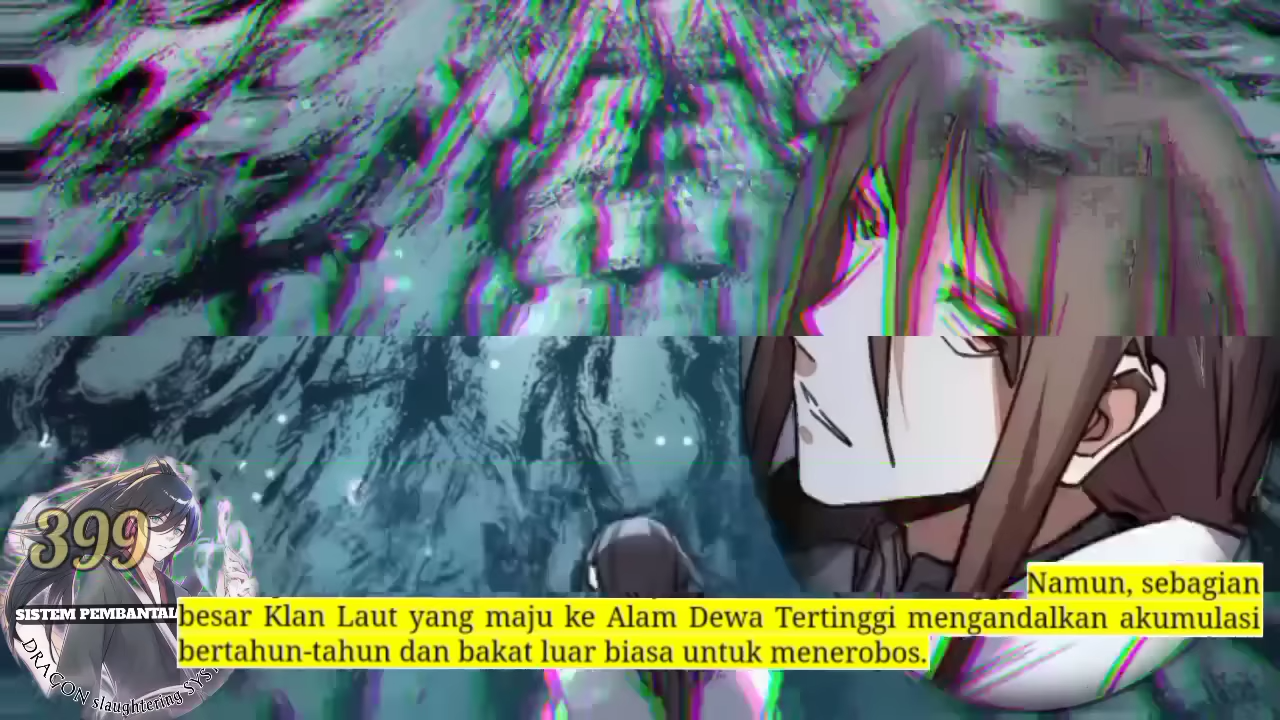 399
SISTEM PEMBANTAI
DRAGON slaughtering SYST
Namun, sebagian
besar Klan Laut yang maju ke Alam Dewa Tertinggi mengandalkan akumulasi
bertahun-tahun dan bakat luar biasa untuk menerobos.